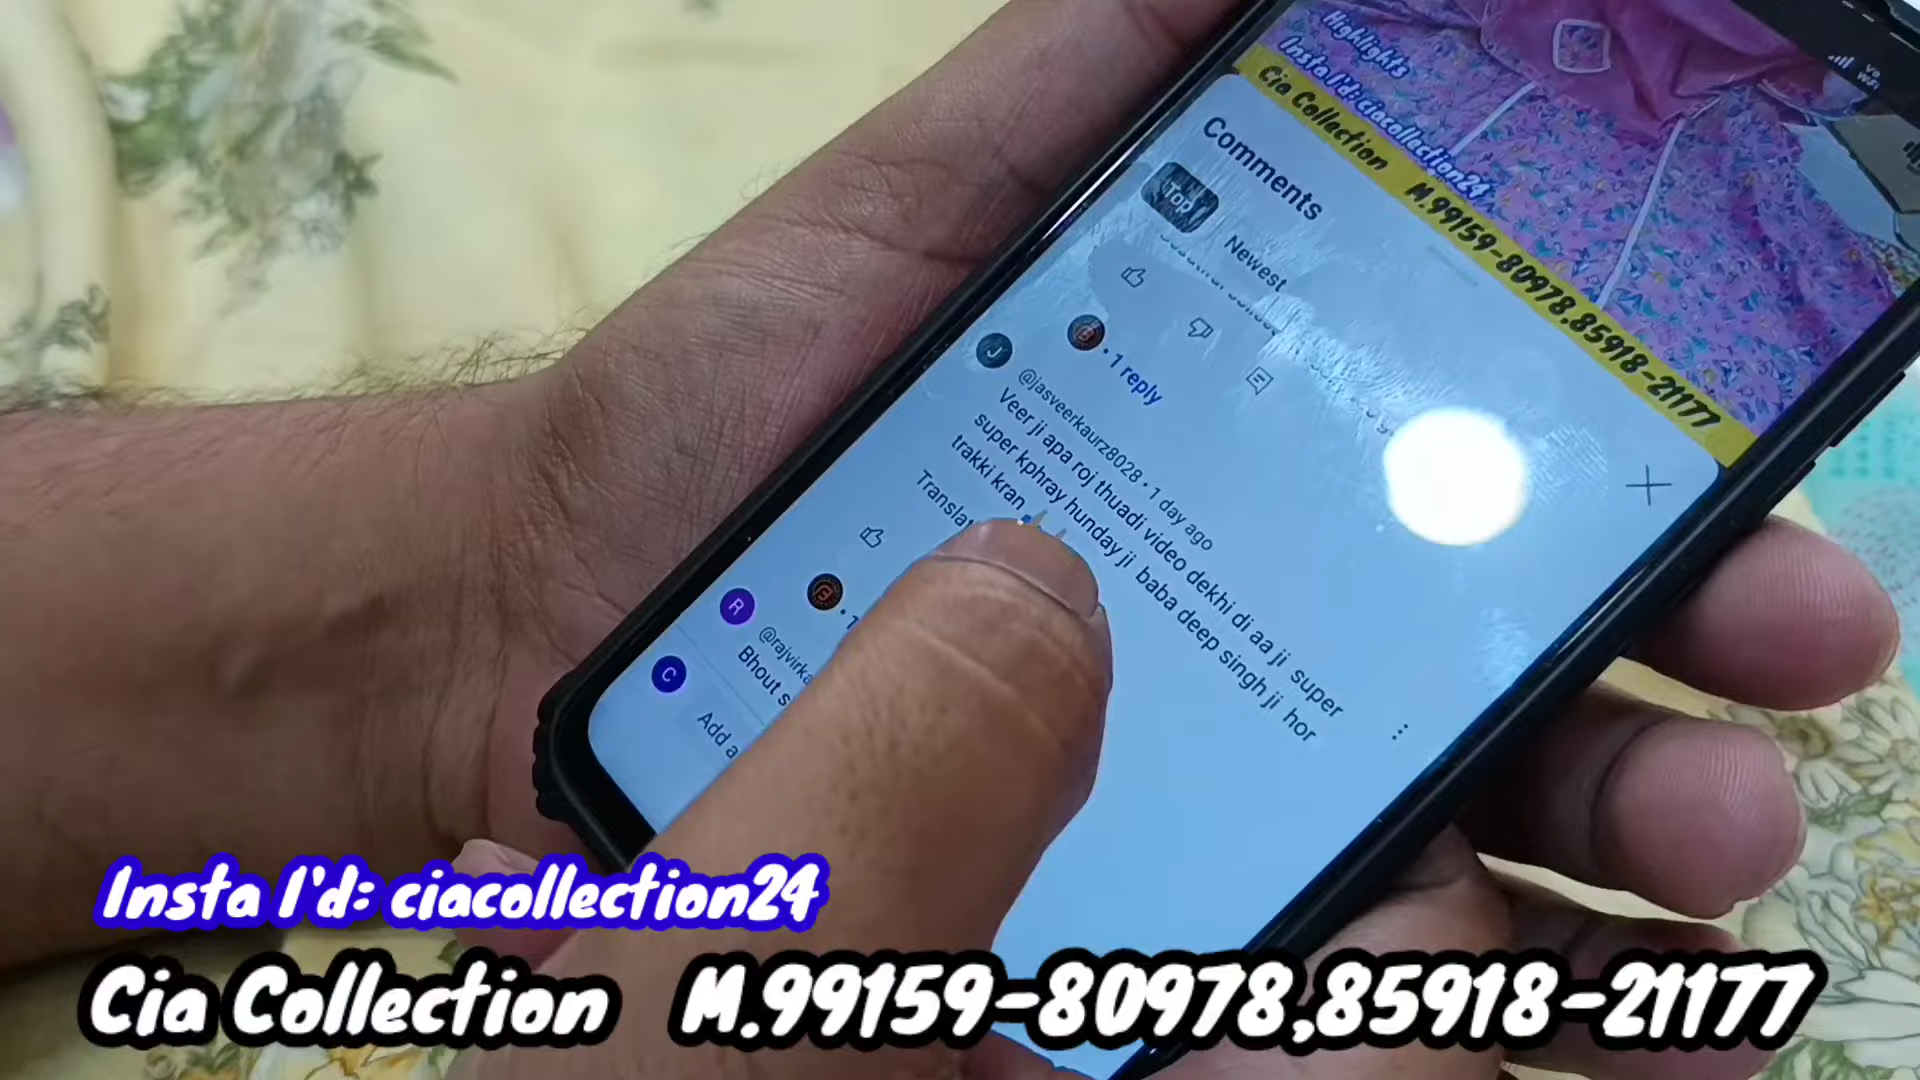 Highlights
Insta I'd: ciacollection24
Cia Collection M.99159-80978,85918-21177
Comments
Top
Newest
• 1 reply
@jasveerkaurz8028 • 1 day ago
Veer ji apa roj thuadi video dekhi di aa ji super
super kphray hunday ji baba deep singh ji hor
trakki kran
R
Bhout
C
Add
Insta I'd: ciacollection24
Cia Collection M.99159-80978,85918-21177